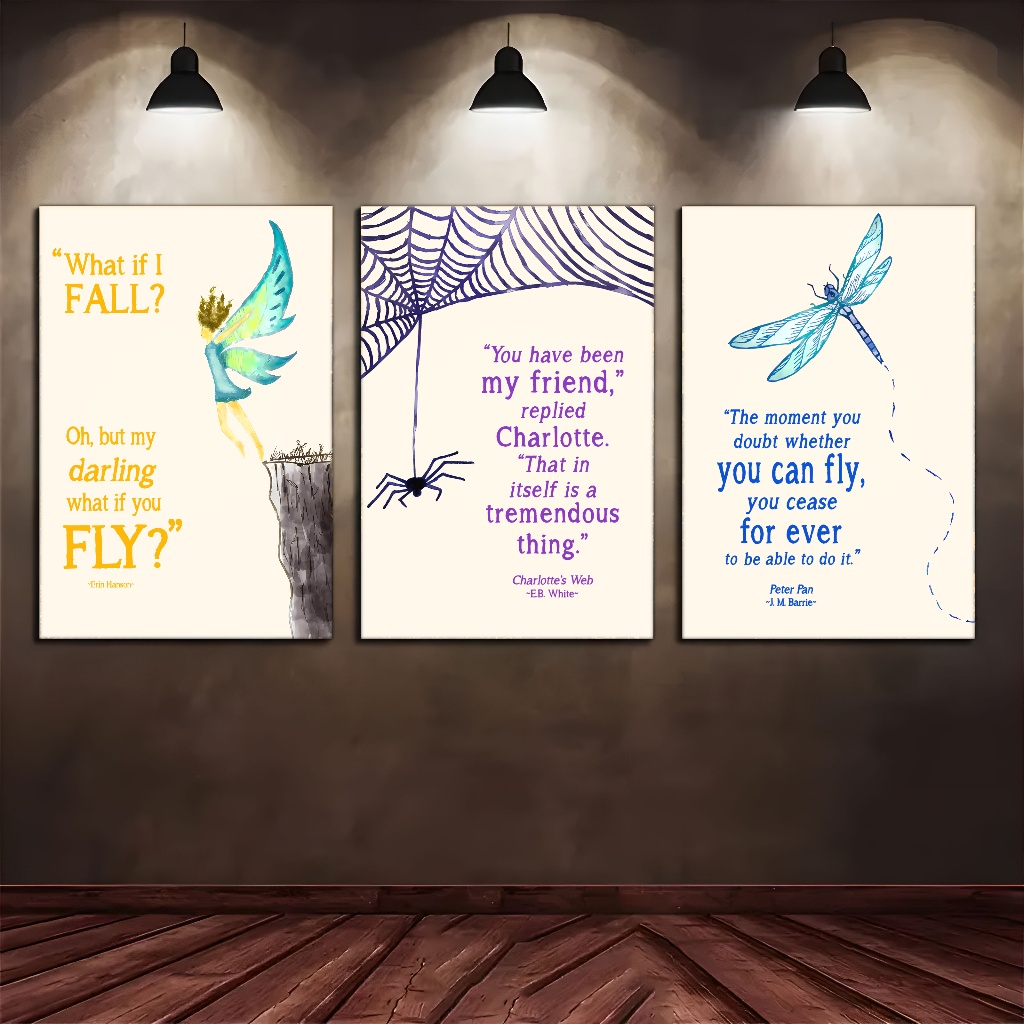 “What if I
FALL?
Oh, but my
darling
what if you
FLY?”
~Erin Hanson~
“You have been
my friend,”
replied
Charlotte.
“That in
itself is a
tremendous
thing.”
Charlotte's Web
~E.B. White~
“The moment you
doubt whether
you can fly,
you cease
for ever
to be able to do it.”
Peter Pan
~J. M. Barrie~